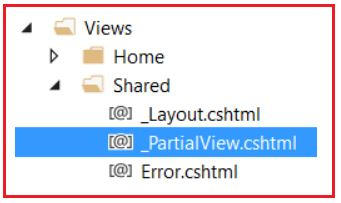 Views
Home
Shared
[@] _Layout.cshtml
[@] _PartialView.cshtml
[@] Error.cshtml